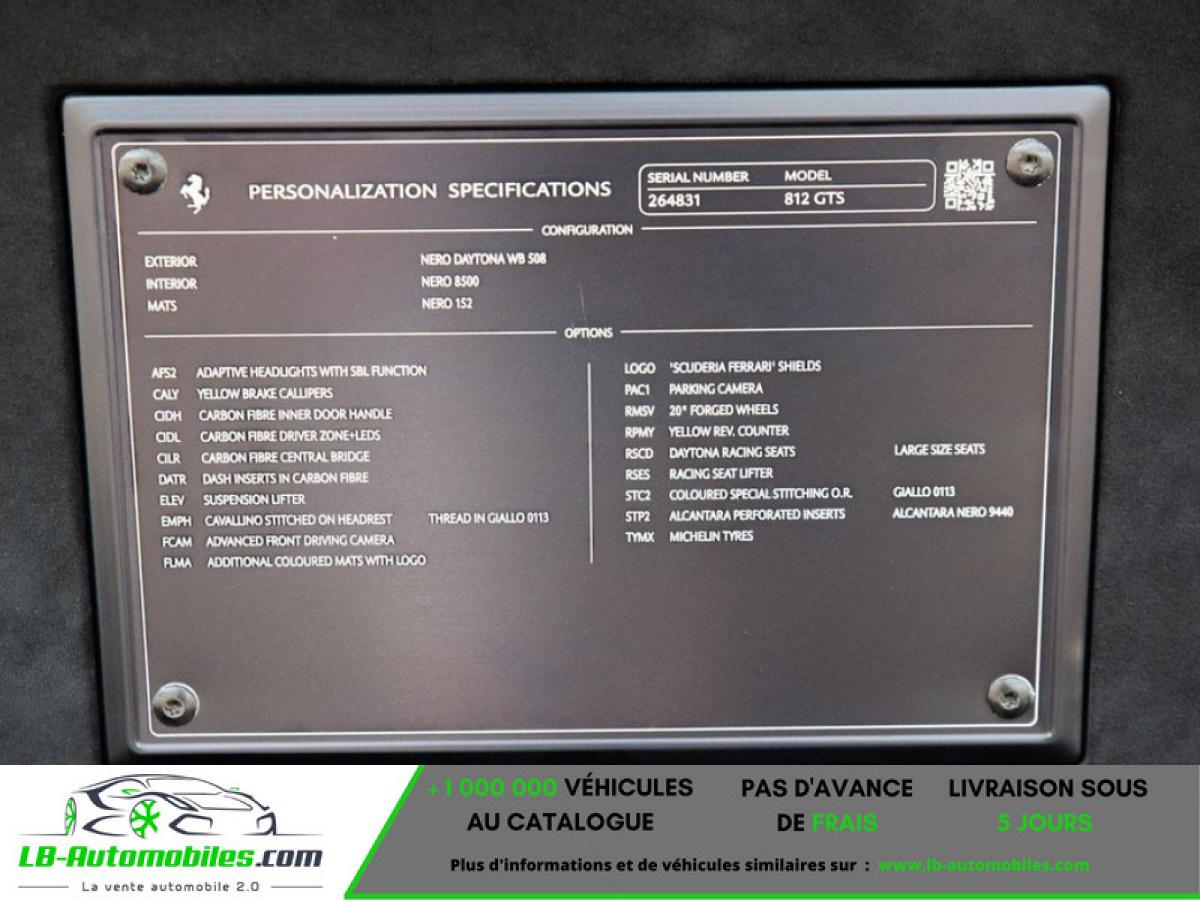 PERSONALIZATION SPECIFICATIONS
SERIAL NUMBER MODEL
264831 812 GTS
CONFIGURATION
EXTERIOR NERO DAYTONA WB 508
INTERIOR NERO 8500
MATS NERO 152
OPTIONS
AFS2 ADAPTIVE HEADLIGHTS WITH SBL FUNCTION
CALY YELLOW BRAKE CALLIPERS
CIDH CARBON FIBRE INNER DOOR HANDLE
CIDL CARBON FIBRE DRIVER ZONE+LEDS
CILR CARBON FIBRE CENTRAL BRIDGE
DATR DASH INSERTS IN CARBON FIBRE
ELEV SUSPENSION LIFTER
EMPH CAVALLINO STITCHED ON HEADREST THREAD IN GIALLO 0113
FCAM ADVANCED FRONT DRIVING CAMERA
FLMA ADDITIONAL COLOURED MATS WITH LOGO
LOGO 'SCUDERIA FERRARI' SHIELDS
PAC1 PARKING CAMERA
RMSV 20" FORGED WHEELS
RPMY YELLOW REV. COUNTER
RSCD DAYTONA RACING SEATS LARGE SIZE SEATS
RSES RACING SEAT LIFTER
STC2 COLOURED SPECIAL STITCHING O.R. GIALLO 0113
STP2 ALCANTARA PERFORATED INSERTS ALCANTARA NERO 9440
TYMX MICHELIN TYRES
LB-Automobiles.com
La vente automobile 2.0
+1 000 000 VÉHICULES
AU CATALOGUE
PAS D'AVANCE
DE FRAIS
LIVRAISON SOUS
5 JOURS
Plus d'informations et de véhicules similaires sur : www.lb-automobiles.com